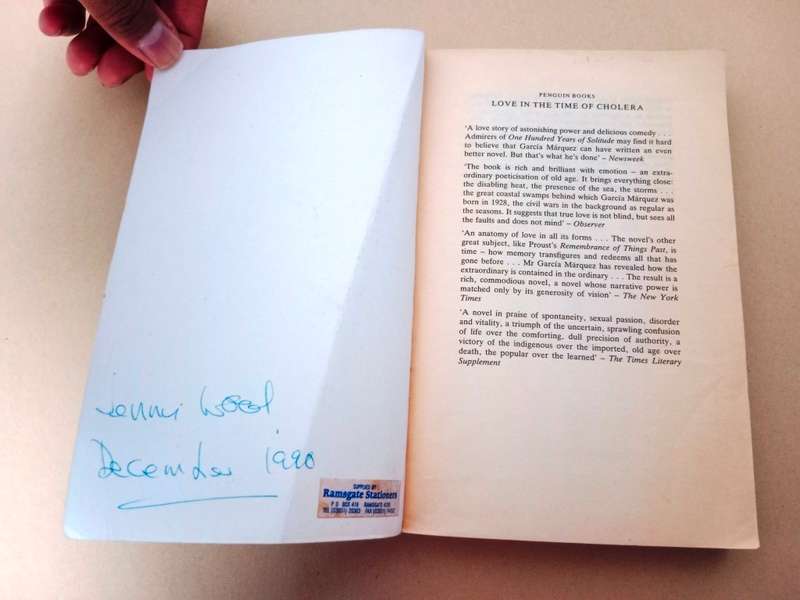 Jenny Wood
December 1990
SUPPLIED BY
Ramsgate Stationers
P O BOX 416 RAMSGATE
PENGUIN BOOKS
LOVE IN THE TIME OF CHOLERA
'A love story of astonishing power and delicious comedy . . .
Admirers of One Hundred Years of Solitude may find it hard
to believe that García Márquez can have written an even
better novel. But that's what he's done' – Newsweek
'The book is rich and brilliant with emotion – an extra-
ordinary poeticisation of old age. It brings everything close:
the disabling heat, the presence of the sea, the storms . . .
the great coastal swamps behind which García Márquez was
born in 1928, the civil wars in the background as regular as
the seasons. It suggests that true love is not blind, but sees all
the faults and does not mind' – Observer
'An anatomy of love in all its forms . . . The novel's other
great subject, like Proust's Remembrance of Things Past, is
time – how memory transfigures and redeems all that has
gone before . . . Mr García Márquez has revealed how the
extraordinary is contained in the ordinary . . . The result is a
rich, commodious novel, a novel whose narrative power is
matched only by its generosity of vision' – The New York
Times
'A novel in praise of spontaneity, sexual passion, disorder
and vitality, a triumph of the uncertain, sprawling confusion
of life over the comforting, dull precision of authority, a
victory of the indigenous over the imported, old age over
death, the popular over the learned' – The Times Literary
Supplement